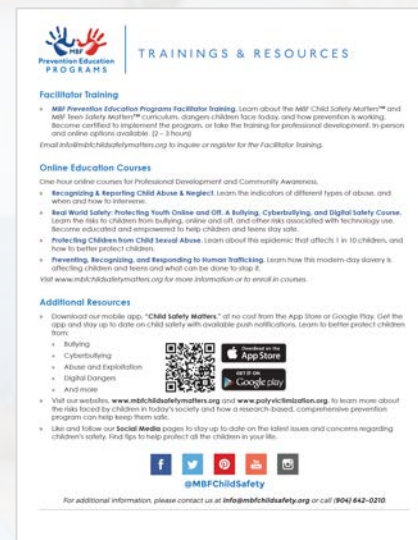 MBF
Prevention Education
PROGRAMS
TRAININGS & RESOURCES
Facilitator Training
» MBF Prevention Education Programs Facilitator Training. Learn about the MBF Child Safety Matters™ and
MBF Teen Safety Matters™ curriculum, dangers children face today, and how prevention is working.
Become certified to implement the program, or take the training for professional development. In-person
and online options available. (2 – 3 hours)
Email info@mbfchildsafetymatters.org to inquire or register for the Facilitator Training.
Online Education Courses
One-hour online courses for Professional Development and Community Awareness.
» Recognizing & Reporting Child Abuse & Neglect. Learn the indicators of different types of abuse, and
when and how to intervene.
» Real World Safety: Protecting Youth Online and Off. A Bullying, Cyberbullying, and Digital Safety Course.
Learn the risks to children from bullying, online and off, and other risks associated with technology use.
Become educated and empowered to help children and teens stay safe.
» Protecting Children from Child Sexual Abuse. Learn about this epidemic that affects 1 in 10 children, and
how to better protect children.
» Preventing, Recognizing, and Responding to Human Trafficking. Learn how this modern-day slavery is
affecting children and teens and what can be done to stop it.
Visit www.mbfchildsafetymatters.org for more information or to enroll in courses.
Additional Resources
» Download our mobile app, "Child Safety Matters," at no cost from the App Store or Google Play. Get the
app and stay up to date on child safety with available push notifications. Learn to better protect children
from:
» Bullying
» Cyberbullying
» Abuse and Exploitation
» Digital Dangers
» And more
Download on the
App Store
GET IT ON
Google play
» Visit our websites, www.mbfchildsafetymatters.org and www.polyvictimization.org, to learn more about
the risks faced by children in today's society and how a research-based, comprehensive prevention
program can help keep them safe.
» Like and follow our Social Media pages to stay up-to-date on the latest issues and concerns regarding
children's safety. Find tips to help protect all the children in your life.
@MBFChildSafety
For additional information, please contact us at info@mbfchildsafety.org or call (904) 642-0210.